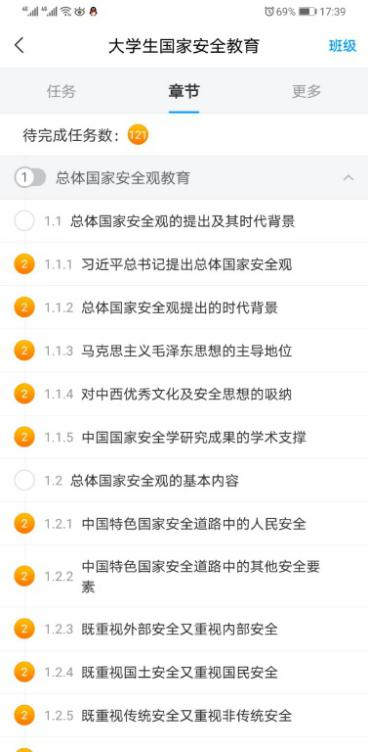 69% 17:39
大学生国家安全教育 班级
任务 章节 更多
待完成任务数： 121
1 总体国家安全观教育
1.1 总体国家安全观的提出及其时代背景
2 1.1.1 习近平总书记提出总体国家安全观
2 1.1.2 总体国家安全观提出的时代背景
2 1.1.3 马克思主义毛泽东思想的主导地位
2 1.1.4 对中西优秀文化及安全思想的吸纳
2 1.1.5 中国国家安全学研究成果的学术支撑
1.2 总体国家安全观的基本内容
2 1.2.1 中国特色国家安全道路中的人民安全
2 1.2.2 中国特色国家安全道路中的其他安全要
素
2 1.2.3 既重视外部安全又重视内部安全
2 1.2.4 既重视国土安全又重视国民安全
2 1.2.5 既重视传统安全又重视非传统安全